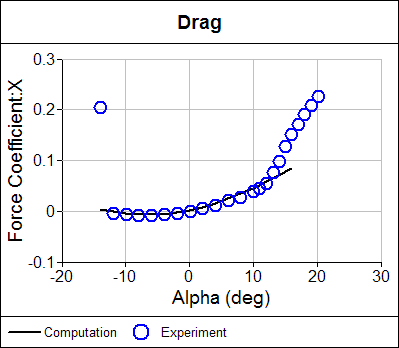 Drag
0.3
0.2
0.1
0
-0.1
Force Coefficient:X
-20 -10 0 10 20 30
Alpha (deg)
Computation Experiment